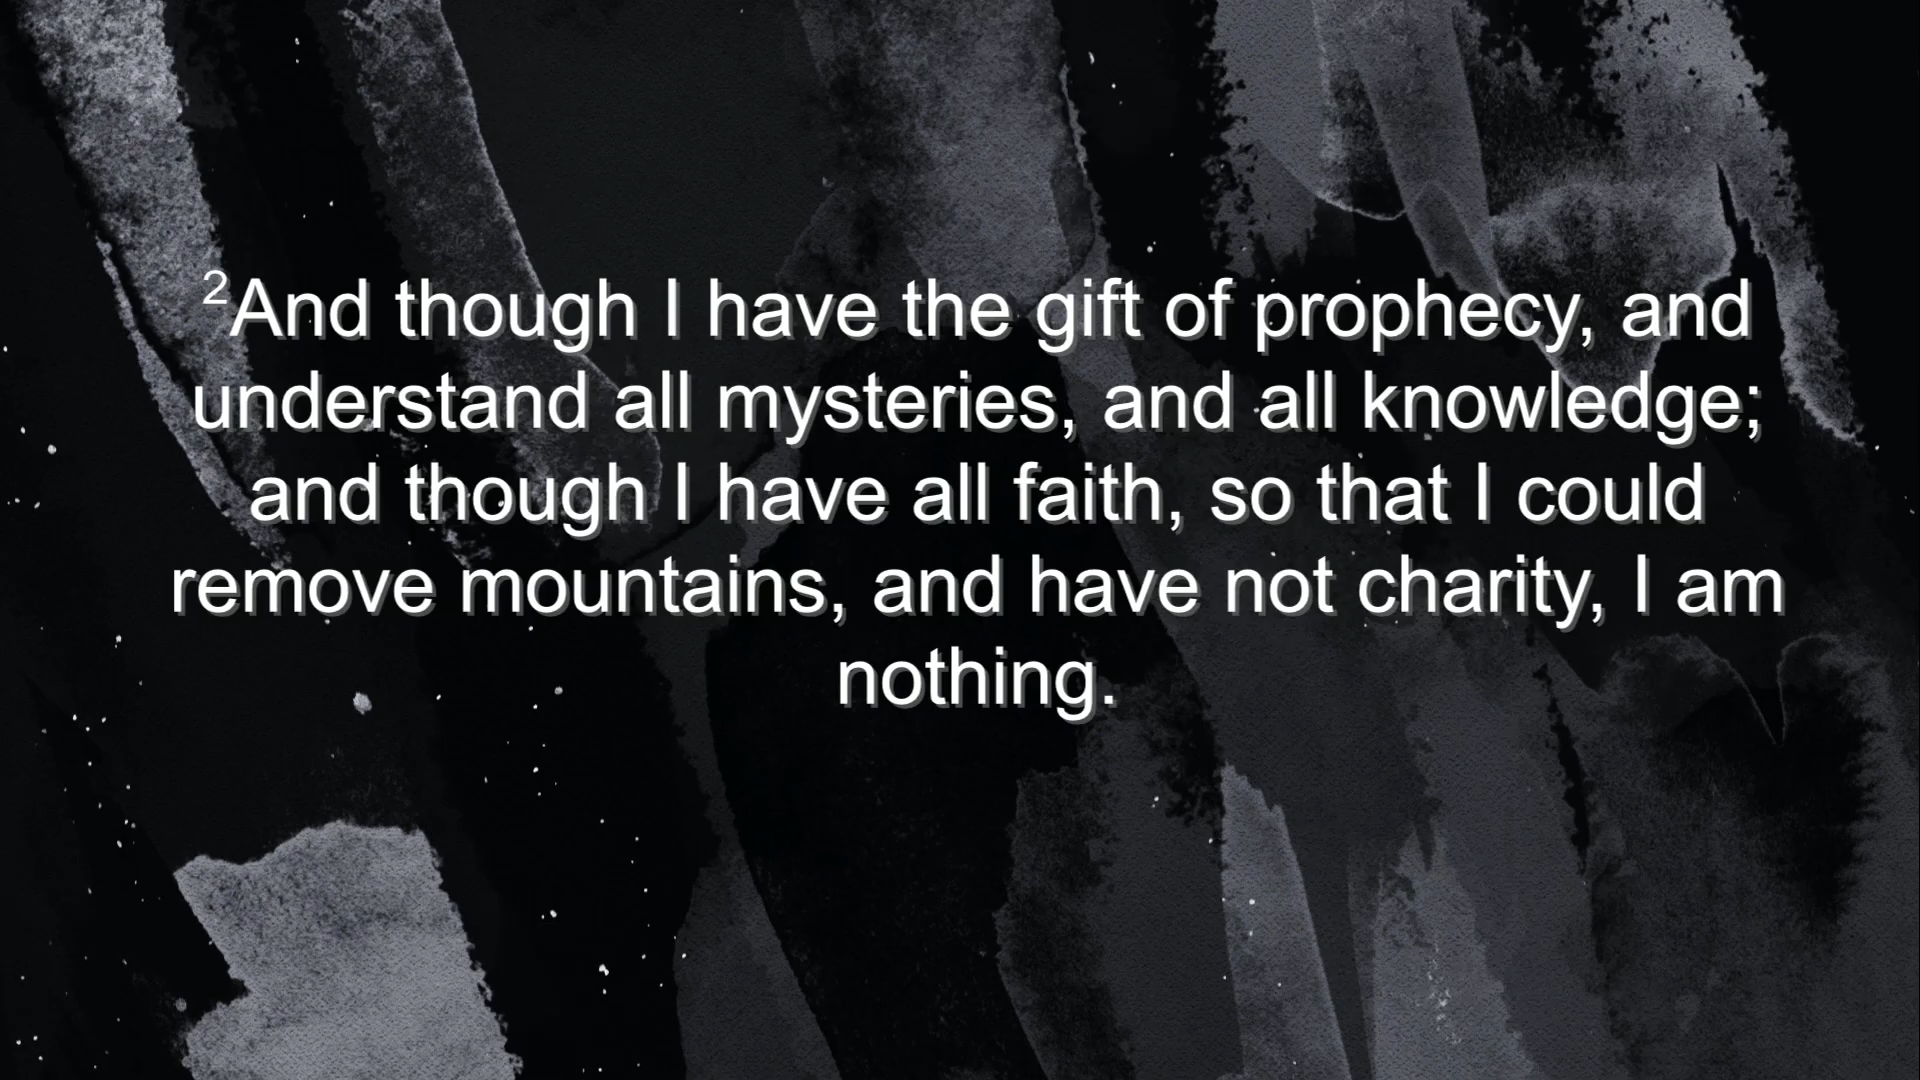 ²And though I have the gift of prophecy, and
understand all mysteries, and all knowledge;
and though I have all faith, so that I could
remove mountains, and have not charity, I am
nothing.